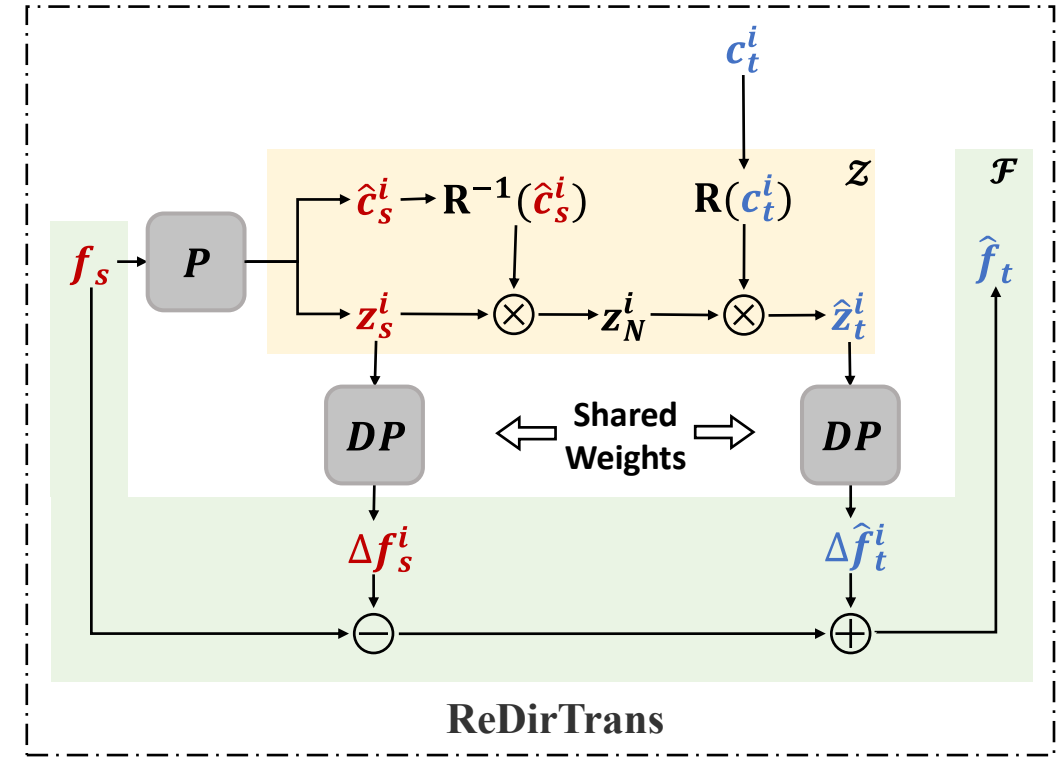 c_t^i
Z
F
ĉ_s^i
R^{-1}(ĉ_s^i)
R(c_t^i)
f_s
P
f̂_t
z_s^i
⊗
z_N^i
⊗
ẑ_t^i
DP
Shared
Weights
DP
Δf_s^i
Δf̂_t^i
⊖
⊕
ReDirTrans